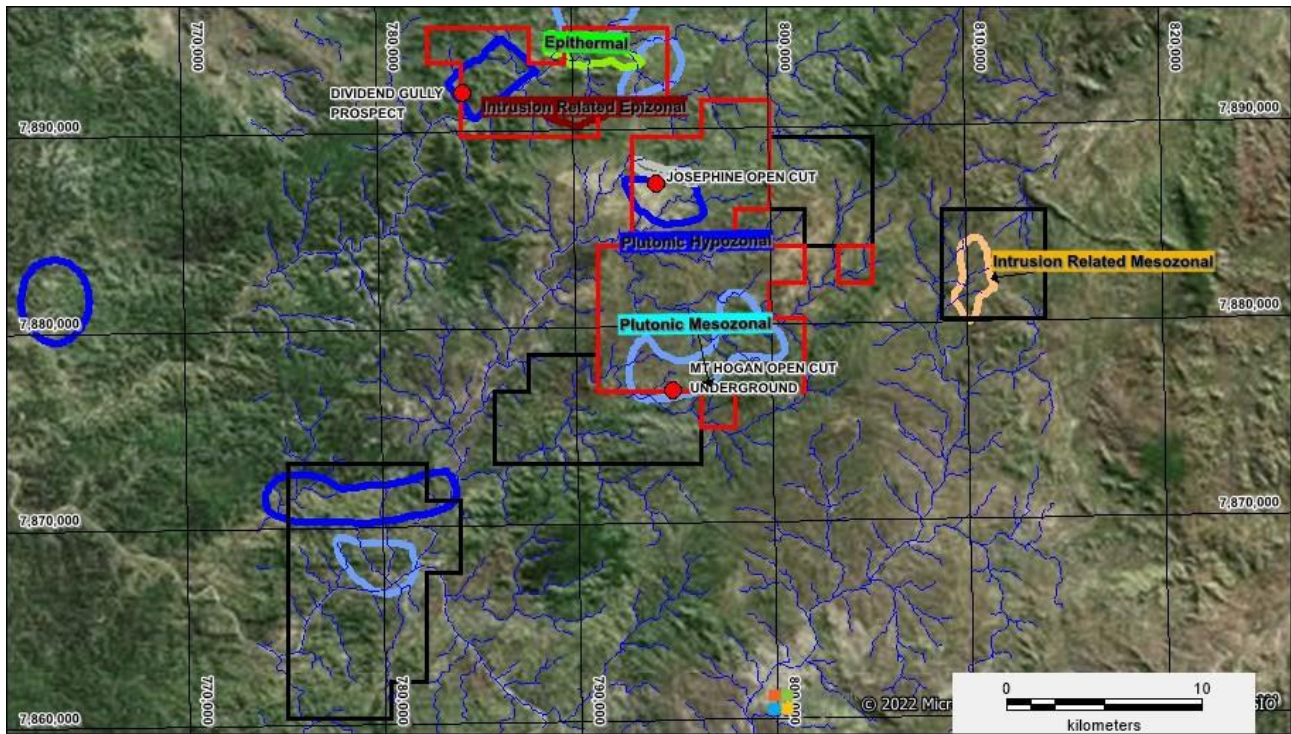 770,000
780,000
800,000
810,000
820,000
Epithermal
DIVIDEND GULLY
PROSPECT
Intrusion Related Epizonal
7,890,000
7,890,000
JOSEPHINE OPEN CUT
Plutonic Hypozonal
Intrusion Related Mesozonal
7,880,000
7,880,000
Plutonic Mesozonal
MT HOGAN OPEN CUT
UNDERGROUND
7,870,000
7,870,000
770,000
780,000
790,000
800,000
7,860,000
© 2022
0 10
kilometers